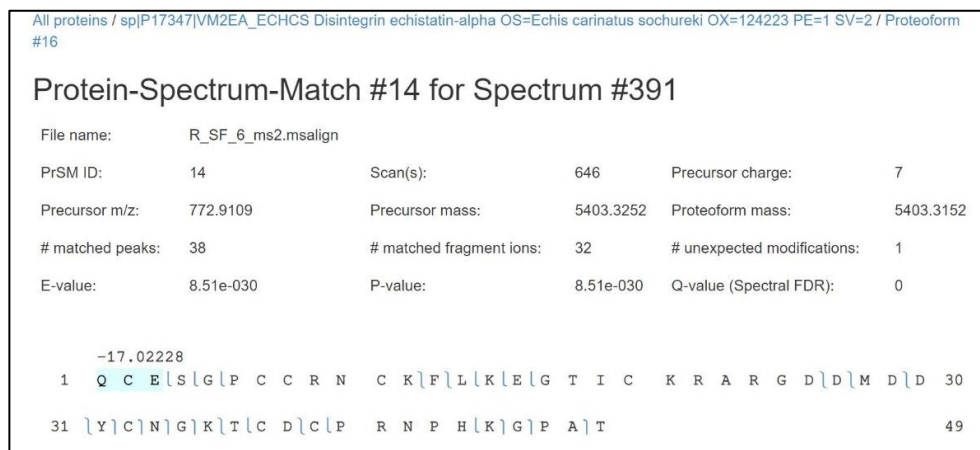 All proteins / sp|P17347|VM2EA_ECHCS Disintegrin echistatin-alpha OS=Echis carinatus sochureki OX=124223 PE=1 SV=2 / Proteoform
#16
Protein-Spectrum-Match #14 for Spectrum #391
File name: R_SF_6_ms2.msalign
PrSM ID: 14 Scan(s): 646 Precursor charge: 7
Precursor m/z: 772.9109 Precursor mass: 5403.3252 Proteoform mass: 5403.3152
# matched peaks: 38 # matched fragment ions: 32 # unexpected modifications: 1
E-value: 8.51e-030 P-value: 8.51e-030 Q-value (Spectral FDR): 0
-17.02228
1 Q C E⎩S⎩G⎩P C C R N C K⎫F⎱L⎩K⎱E⎩G T I C K R A R G D⎱D⎫M D⎱D 30
31 ⎱Y⎫C⎫N⎫G⎫K⎱T⎩C D⎫C⎩P R N P H⎩K⎫G⎱P A⎫T 49